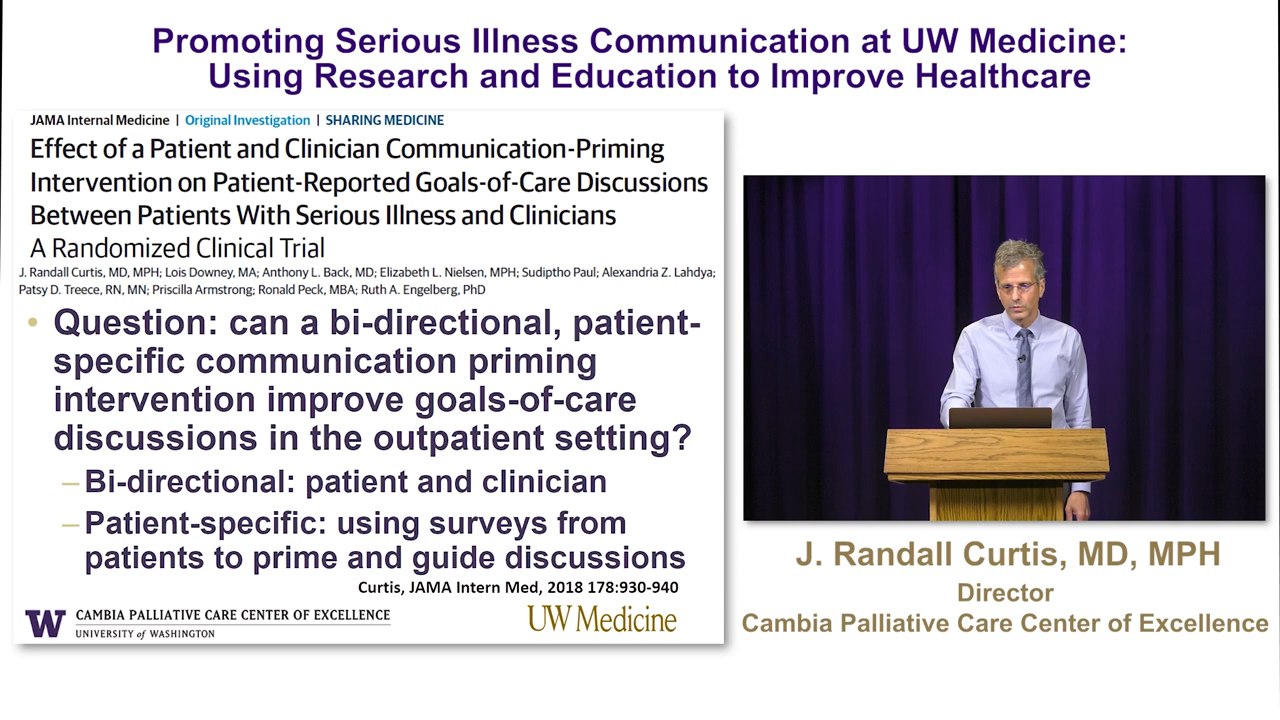 Promoting Serious Illness Communication at UW Medicine:
Using Research and Education to Improve Healthcare
JAMA Internal Medicine | Original Investigation | SHARING MEDICINE
Effect of a Patient and Clinician Communication-Priming
Intervention on Patient-Reported Goals-of-Care Discussions
Between Patients With Serious Illness and Clinicians
A Randomized Clinical Trial
J. Randall Curtis, MD, MPH; Lois Downey, MA; Anthony L. Back, MD; Elizabeth L. Nielsen, MPH; Sudiptho Paul; Alexandria Z. Lahdya;
Patsy D. Treece, RN, MN; Priscilla Armstrong; Ronald Peck, MBA; Ruth A. Engelberg, PhD
• Question: can a bi-directional, patient-
specific communication priming
intervention improve goals-of-care
discussions in the outpatient setting?
– Bi-directional: patient and clinician
– Patient-specific: using surveys from
patients to prime and guide discussions
Curtis, JAMA Intern Med, 2018 178:930-940
W CAMBIA PALLIATIVE CARE CENTER OF EXCELLENCE
UNIVERSITY of WASHINGTON
UW Medicine
J. Randall Curtis, MD, MPH
Director
Cambia Palliative Care Center of Excellence